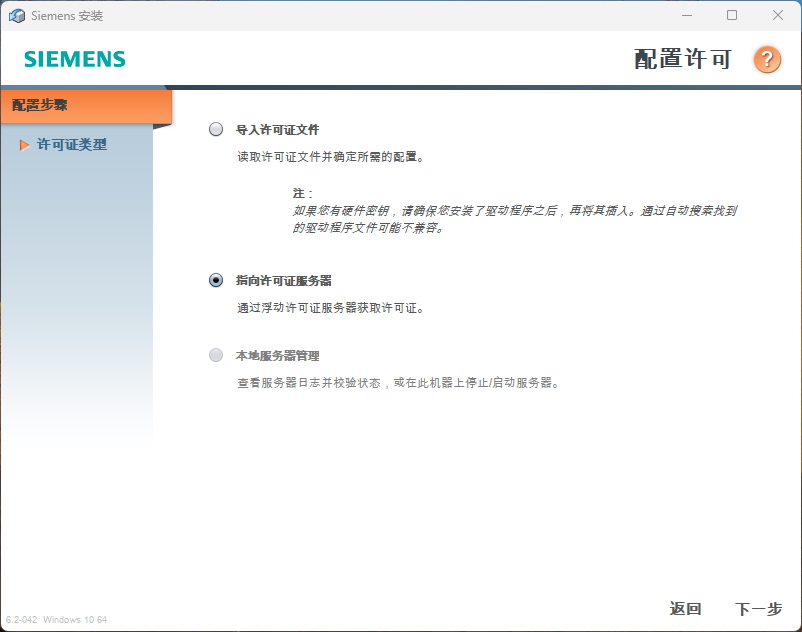 Siemens 安装
SIEMENS
配置许可
?
配置步骤
许可证类型
导入许可证文件
读取许可证文件并确定所需的配置。
注：
如果您有硬件密钥，请确保您安装了驱动程序之后，再将其插入。通过自动搜索找到
的驱动程序文件可能不兼容。
指向许可证服务器
通过浮动许可证服务器获取许可证。
本地服务器管理
查看服务器日志并校验状态，或在此机器上停止/启动服务器。
返回 下一步
6.2-042 Windows 10 64